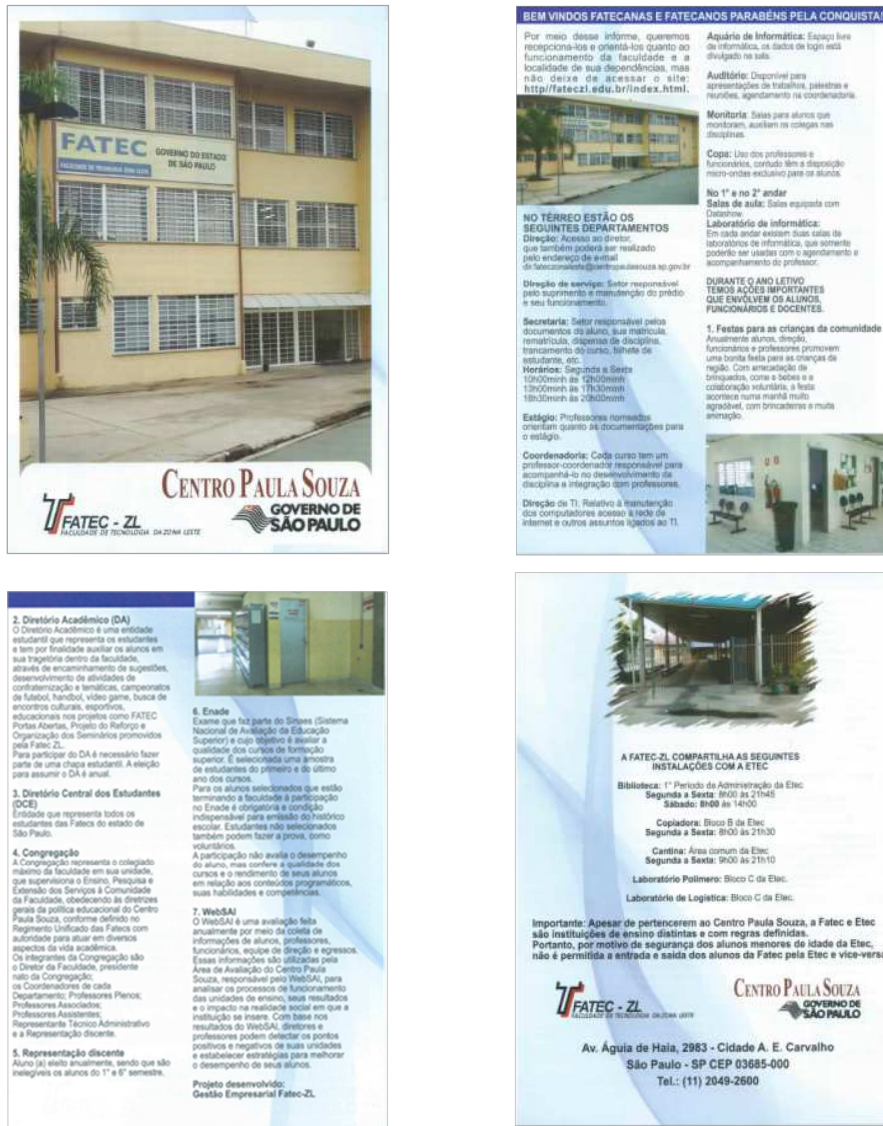 FATEC
FACULDADE DE TECNOLOGIA ZONA LESTE
GOVERNO DO ESTADO
DE SÃO PAULO
CENTRO PAULA SOUZA
GOVERNO DE
SÃO PAULO
FATEC - ZL
FACULDADE DE TECNOLOGIA DA ZONA LESTE
BEM VINDOS FATECANAS E FATECANOS PARABÉNS PELA CONQUISTA!
Por meio desse informe, queremos
recepciona-los e orientá-los quanto ao
funcionamento da faculdade e a
localidade de sua dependências, mas
não deixe de acessar o site:
http//fateczl.edu.br/index.html.
NO TÉRREO ESTÃO OS
SEGUINTES DEPARTAMENTOS
Direção: Acesso ao diretor,
que também poderá ser realizado
pelo endereço de e-mail
dir.fateczonaleste@centropaulasouza.sp.gov.br
Direção de serviço: Setor responsável
pelo suprimento e manutenção do prédio
e seu funcionamento.
Secretaria: Setor responsável pelos
documentos do aluno, sua matricula,
rematrícula, dispensa de disciplina,
trancamento do curso, bilhete de
estudante, etc.
Horários: Segunda a Sexta
10h00minh às 12h00minh
13h00minh às 17h30minh
18h30minh às 20h00minh
Estágio: Professores nomeados
orientam quanto às documentações para
o estágio.
Coordenadoria: Cada curso tem um
professor-coordenador responsável para
acompanhá-lo no desenvolvimento da
disciplina e integração com professores.
Direção de TI: Relativo à manutenção
dos computadores acesso à rede de
internet e outros assuntos ligados ao TI.
Aquário de Informática: Espaço livre
de informática, os dados de login está
divulgado na sala.
Auditório: Disponível para
apresentações de trabalhos, palestras e
reuniões, agendamento na coordenadoria.
Monitoria: Salas para alunos que
monitoram, auxiliam os colegas nas
disciplinas.
Copa: Uso dos professores e
funcionários, contudo têm a disposição
micro-ondas exclusivo para os alunos.
No 1° e no 2° andar
Salas de aula: Salas equipada com
Datashow.
Laboratório de informática:
Em cada andar existem duas salas de
laboratórios de informática, que somente
poderão ser usadas com o agendamento e
acompanhamento do professor.
DURANTE O ANO LETIVO
TEMOS AÇÕES IMPORTANTES
QUE ENVOLVEM OS ALUNOS,
FUNCIONÁRIOS E DOCENTES.
1. Festas para as crianças da comunidade
Anualmente alunos, direção,
funcionários e professores promovem
uma bonita festa para as crianças da
região. Com arrecadação de
brinquedos, come e bebes e a
colaboração voluntária, a festa
acontece numa manhã muito
agradável, com brincadeiras e muita
animação.
2. Diretório Acadêmico (DA)
O Diretório Acadêmico é uma entidade
estudantil que representa os estudantes
e tem por finalidade auxiliar os alunos em
sua tragetória dentro da faculdade,
através de encaminhamento de sugestões,
desenvolvimento de atividades de
confraternização e temáticas, campeonatos
de futabol, handbol, vídeo game, busca de
encontros culturais, esportivos,
educacionais nos projetos como FATEC
Portas Abertas, Projeto do Reforço e
Organização dos Seminários promovidos
pela Fatec ZL.
Para participar do DA é necessário fazer
parte de uma chapa estudantil. A eleição
para assumir o DA é anual.
3. Diretório Central dos Estudantes
(DCE)
Entidade que representa todos os
estudantes das Fatecs do estado de
São Paulo.
4. Congregação
A Congregação representa o colegiado
máximo da faculdade em sua unidade,
que supervisiona o Ensino, Pesquisa e
Extensão dos Serviços à Comunidade
da Faculdade, obedecendo às diretrizes
gerais da política educacional do Centro
Paula Souza, conforme definido no
Regimento Unificado das Fatecs com
autoridade para atuar em diversos
aspectos da vida acadêmica.
Os integrantes da Congregação são
o Diretor da Faculdade, presidente
nato da Congregação;
os Coordenadores de cada
Departamento; Professores Plenos;
Professores Associados;
Professores Assistentes;
Representante Técnico Administrativo
e a Representação discente.
5. Representação discente
Aluno (a) eleito anualmente, sendo que são
inelegíveis os alunos do 1° e 6° semestre.
6. Enade
Exame que faz parte do Sinaes (Sistema
Nacional de Avaliação da Educação
Superior) e cujo objetivo é avaliar a
qualidade dos cursos de formação
superior. É selecionada uma amostra
de estudantes do primeiro e do último
ano dos cursos.
Para os alunos selecionados que estão
terminando a faculdade a participação
no Enade é obrigatória e condição
indispensável para emissão do histórico
escolar. Estudantes não selecionados
também podem fazer a prova, como
voluntários.
A participação não avalia o desempenho
do aluno, mas confere a qualidade dos
cursos e o rendimento de seus alunos
em relação aos conteúdos programáticos,
suas habilidades e competências.
7. WebSAI
O WebSAI é uma avaliação feita
anualmente por meio da coleta de
informações de alunos, professores,
funcionários, equipe de direção e egressos.
Essas informações são utilizadas pela
Área de Avaliação do Centro Paula
Souza, responsável pelo WebSAI, para
analisar os processos de funcionamento
das unidades de ensino, seus resultados
e o impacto na realidade social em que a
instituição se insere. Com base nos
resultados do WebSAI, diretores e
professores podem detectar os pontos
positivos e negativos de suas unidades
e estabelecer estratégias para melhorar
o desempenho de seus alunos.
Projeto desenvolvido:
Gestão Empresarial Fatec-ZL
A FATEC-ZL COMPARTILHA AS SEGUINTES
INSTALAÇÕES COM A ETEC
Biblioteca: 1° Período de Administração da Etec
Segunda a Sexta: 8h00 às 21h45
Sábado: 8h00 às 14h00
Copiadora: Bloco B da Etec
Segunda a Sexta: 8h00 às 21h30
Cantina: Área comum da Etec
Segunda a Sexta: 9h00 às 21h10
Laboratório Polímero: Bloco C da Etec.
Laboratório de Logística: Bloco C da Etec.
Importante: Apesar de pertencerem ao Centro Paula Souza, a Fatec e Etec
são instituições de ensino distintas e com regras definidas.
Portanto, por motivo de segurança dos alunos menores de idade da Etec,
não é permitida a entrada e saída dos alunos da Fatec pela Etec e vice-versa
FATEC - ZL
FACULDADE DE TECNOLOGIA DA ZONA LESTE
CENTRO PAULA SOUZA
GOVERNO DE
SÃO PAULO
Av. Águia de Haia, 2983 - Cidade A. E. Carvalho
São Paulo - SP CEP 03685-000
Tel.: (11) 2049-2600